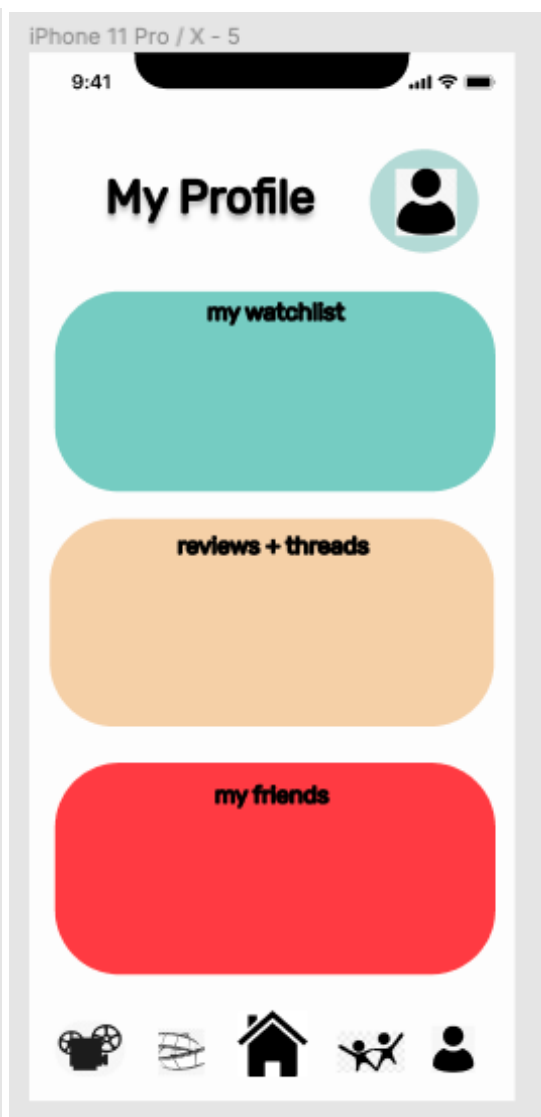 iPhone 11 Pro / X - 5
9:41
My Profile
my watchlist
reviews + threads
my friends